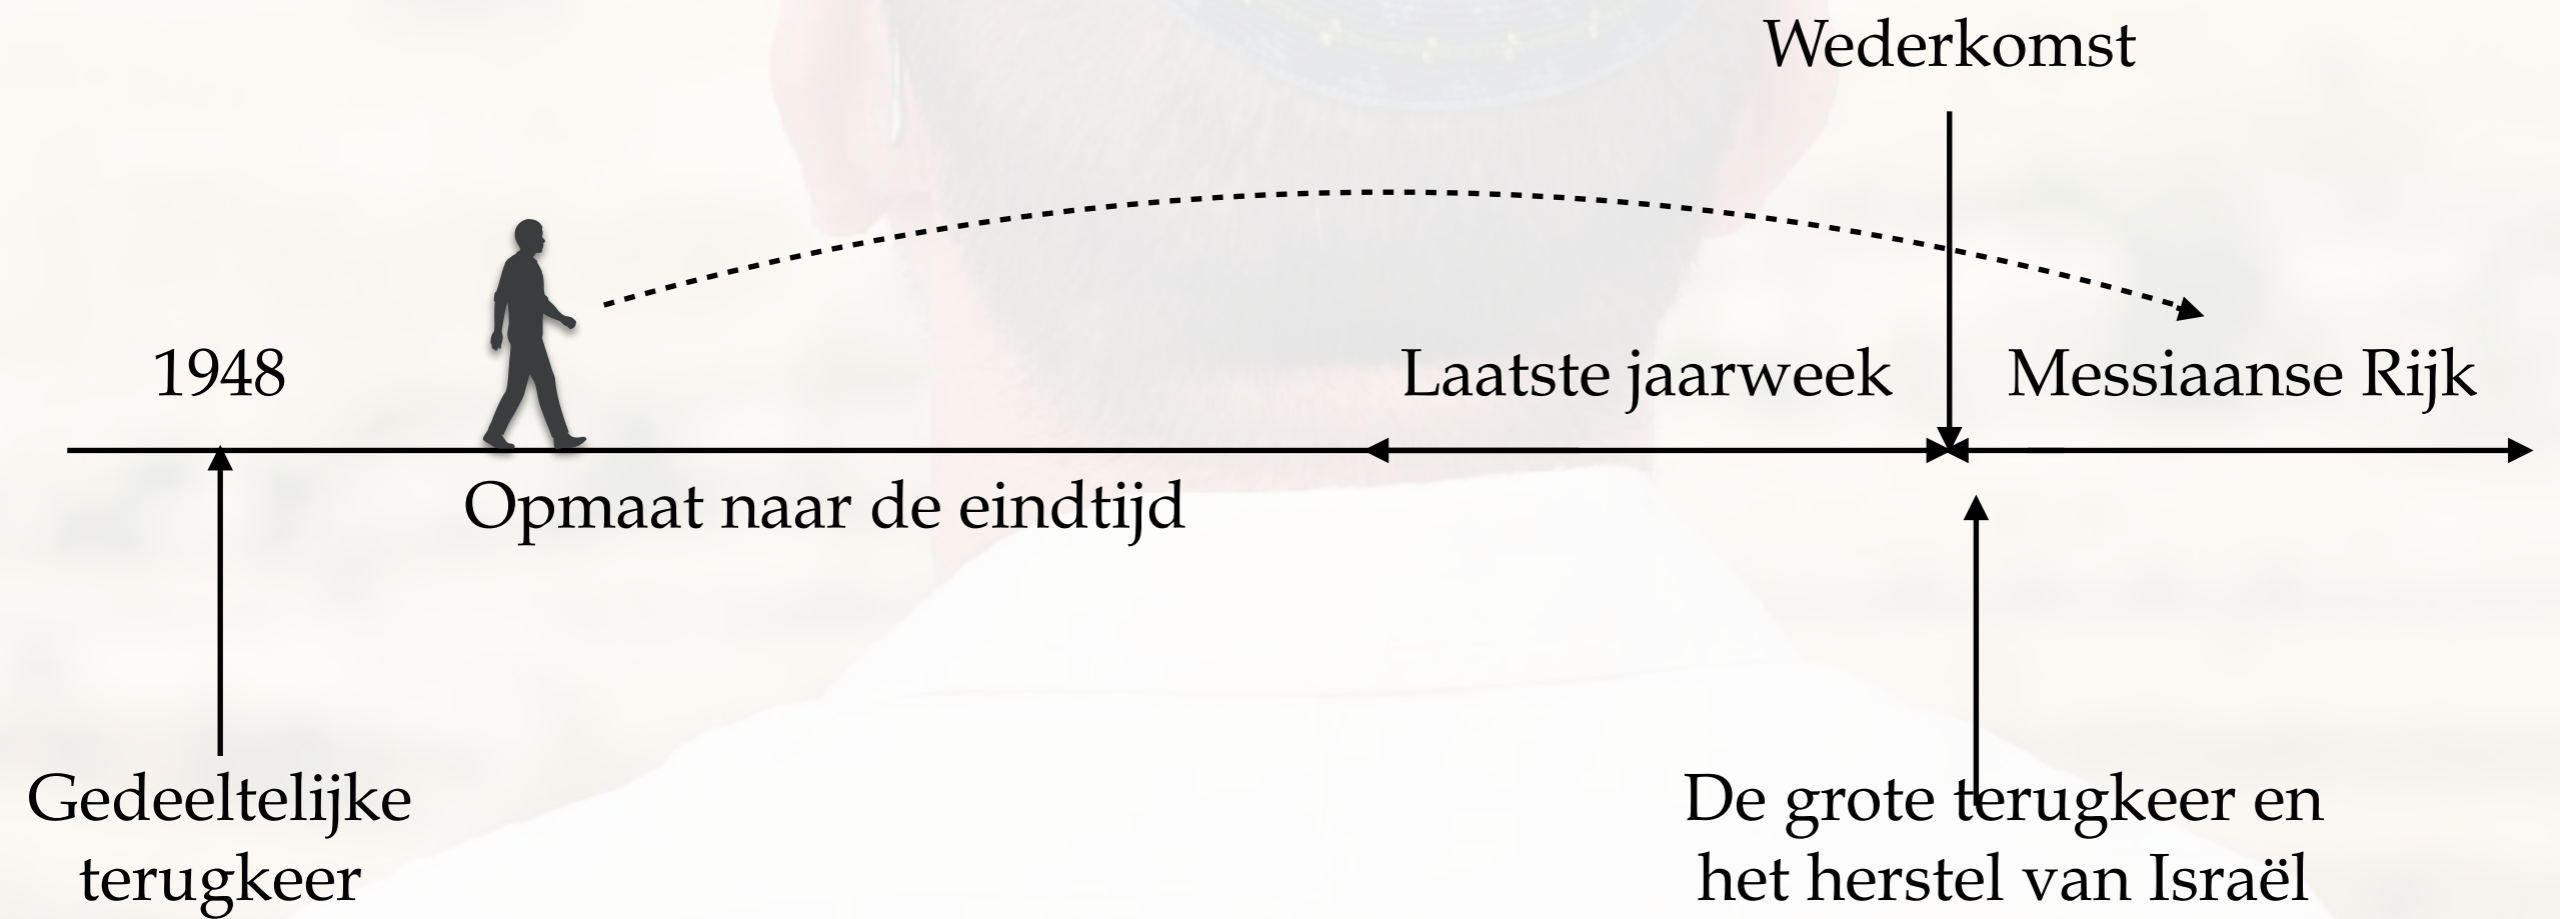 Wederkomst
1948
Laatste jaarweek
Messiaanse Rijk
Opmaat naar de eindtijd
Gedeeltelijke
terugkeer
De grote terugkeer en
het herstel van Israël